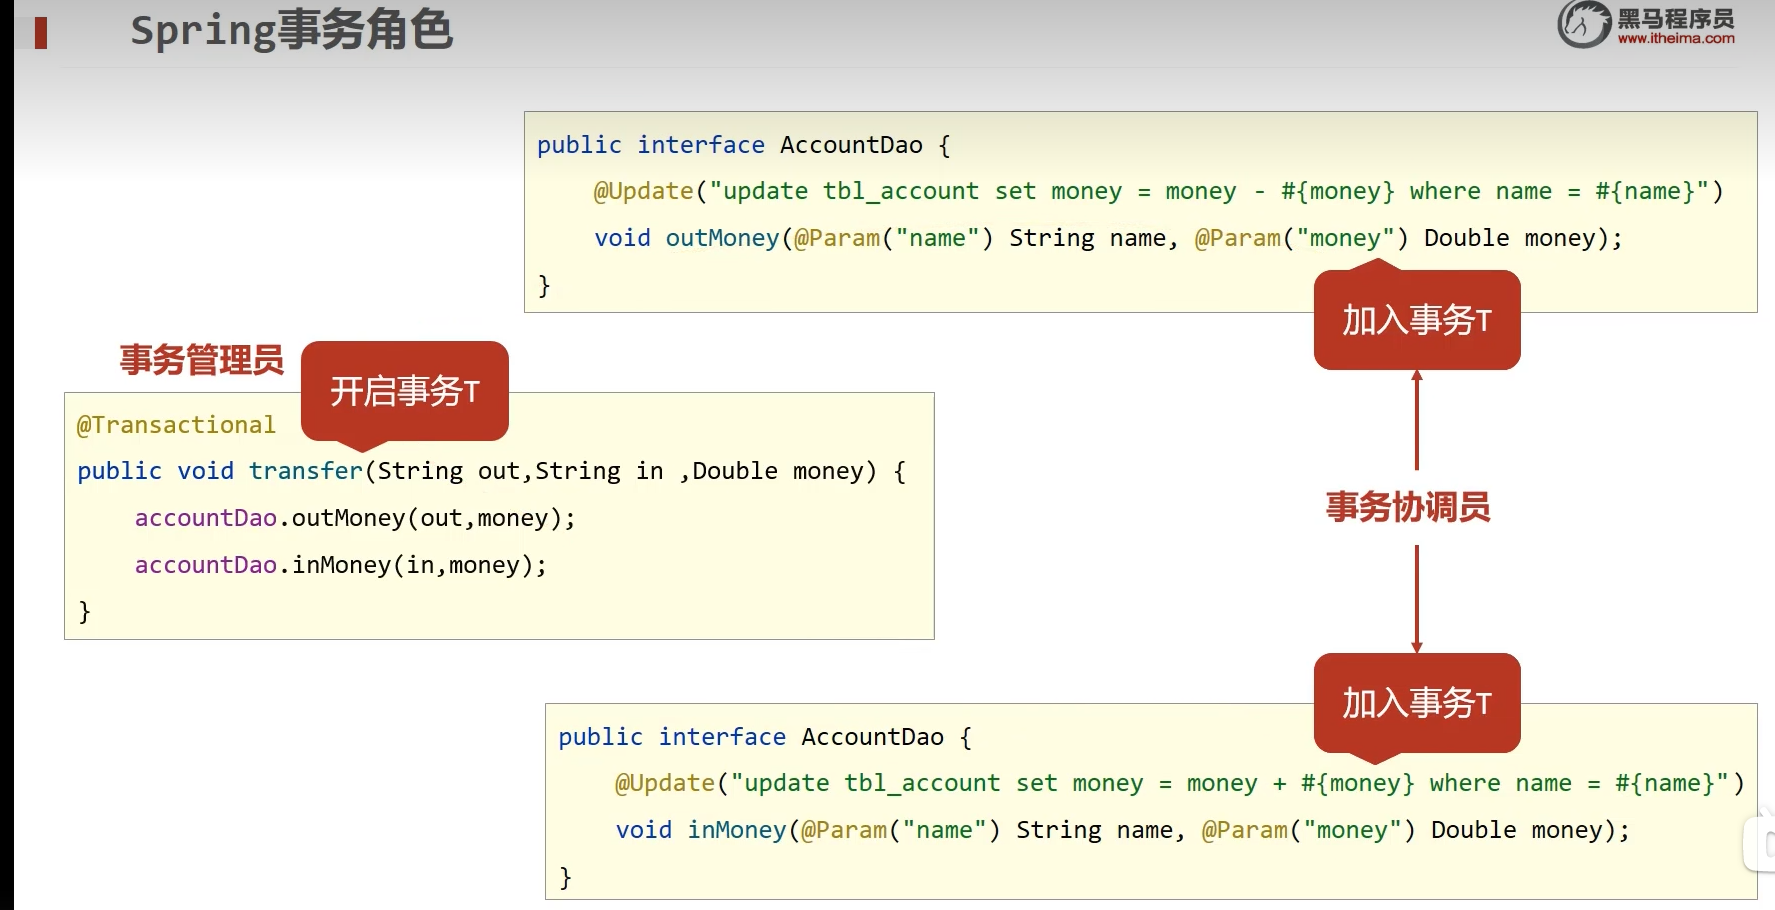 Spring事务角色
黑马程序员
www.itheima.com
public interface AccountDao {
@Update("update tbl_account set money = money - #{money} where name = #{name}")
void outMoney(@Param("name") String name, @Param("money") Double money);
}
加入事务T
事务管理员
开启事务T
@Transactional
public void transfer(String out,String in ,Double money) {
accountDao.outMoney(out,money);
accountDao.inMoney(in,money);
}
事务协调员
加入事务T
public interface AccountDao {
@Update("update tbl_account set money = money + #{money} where name = #{name}")
void inMoney(@Param("name") String name, @Param("money") Double money);
}